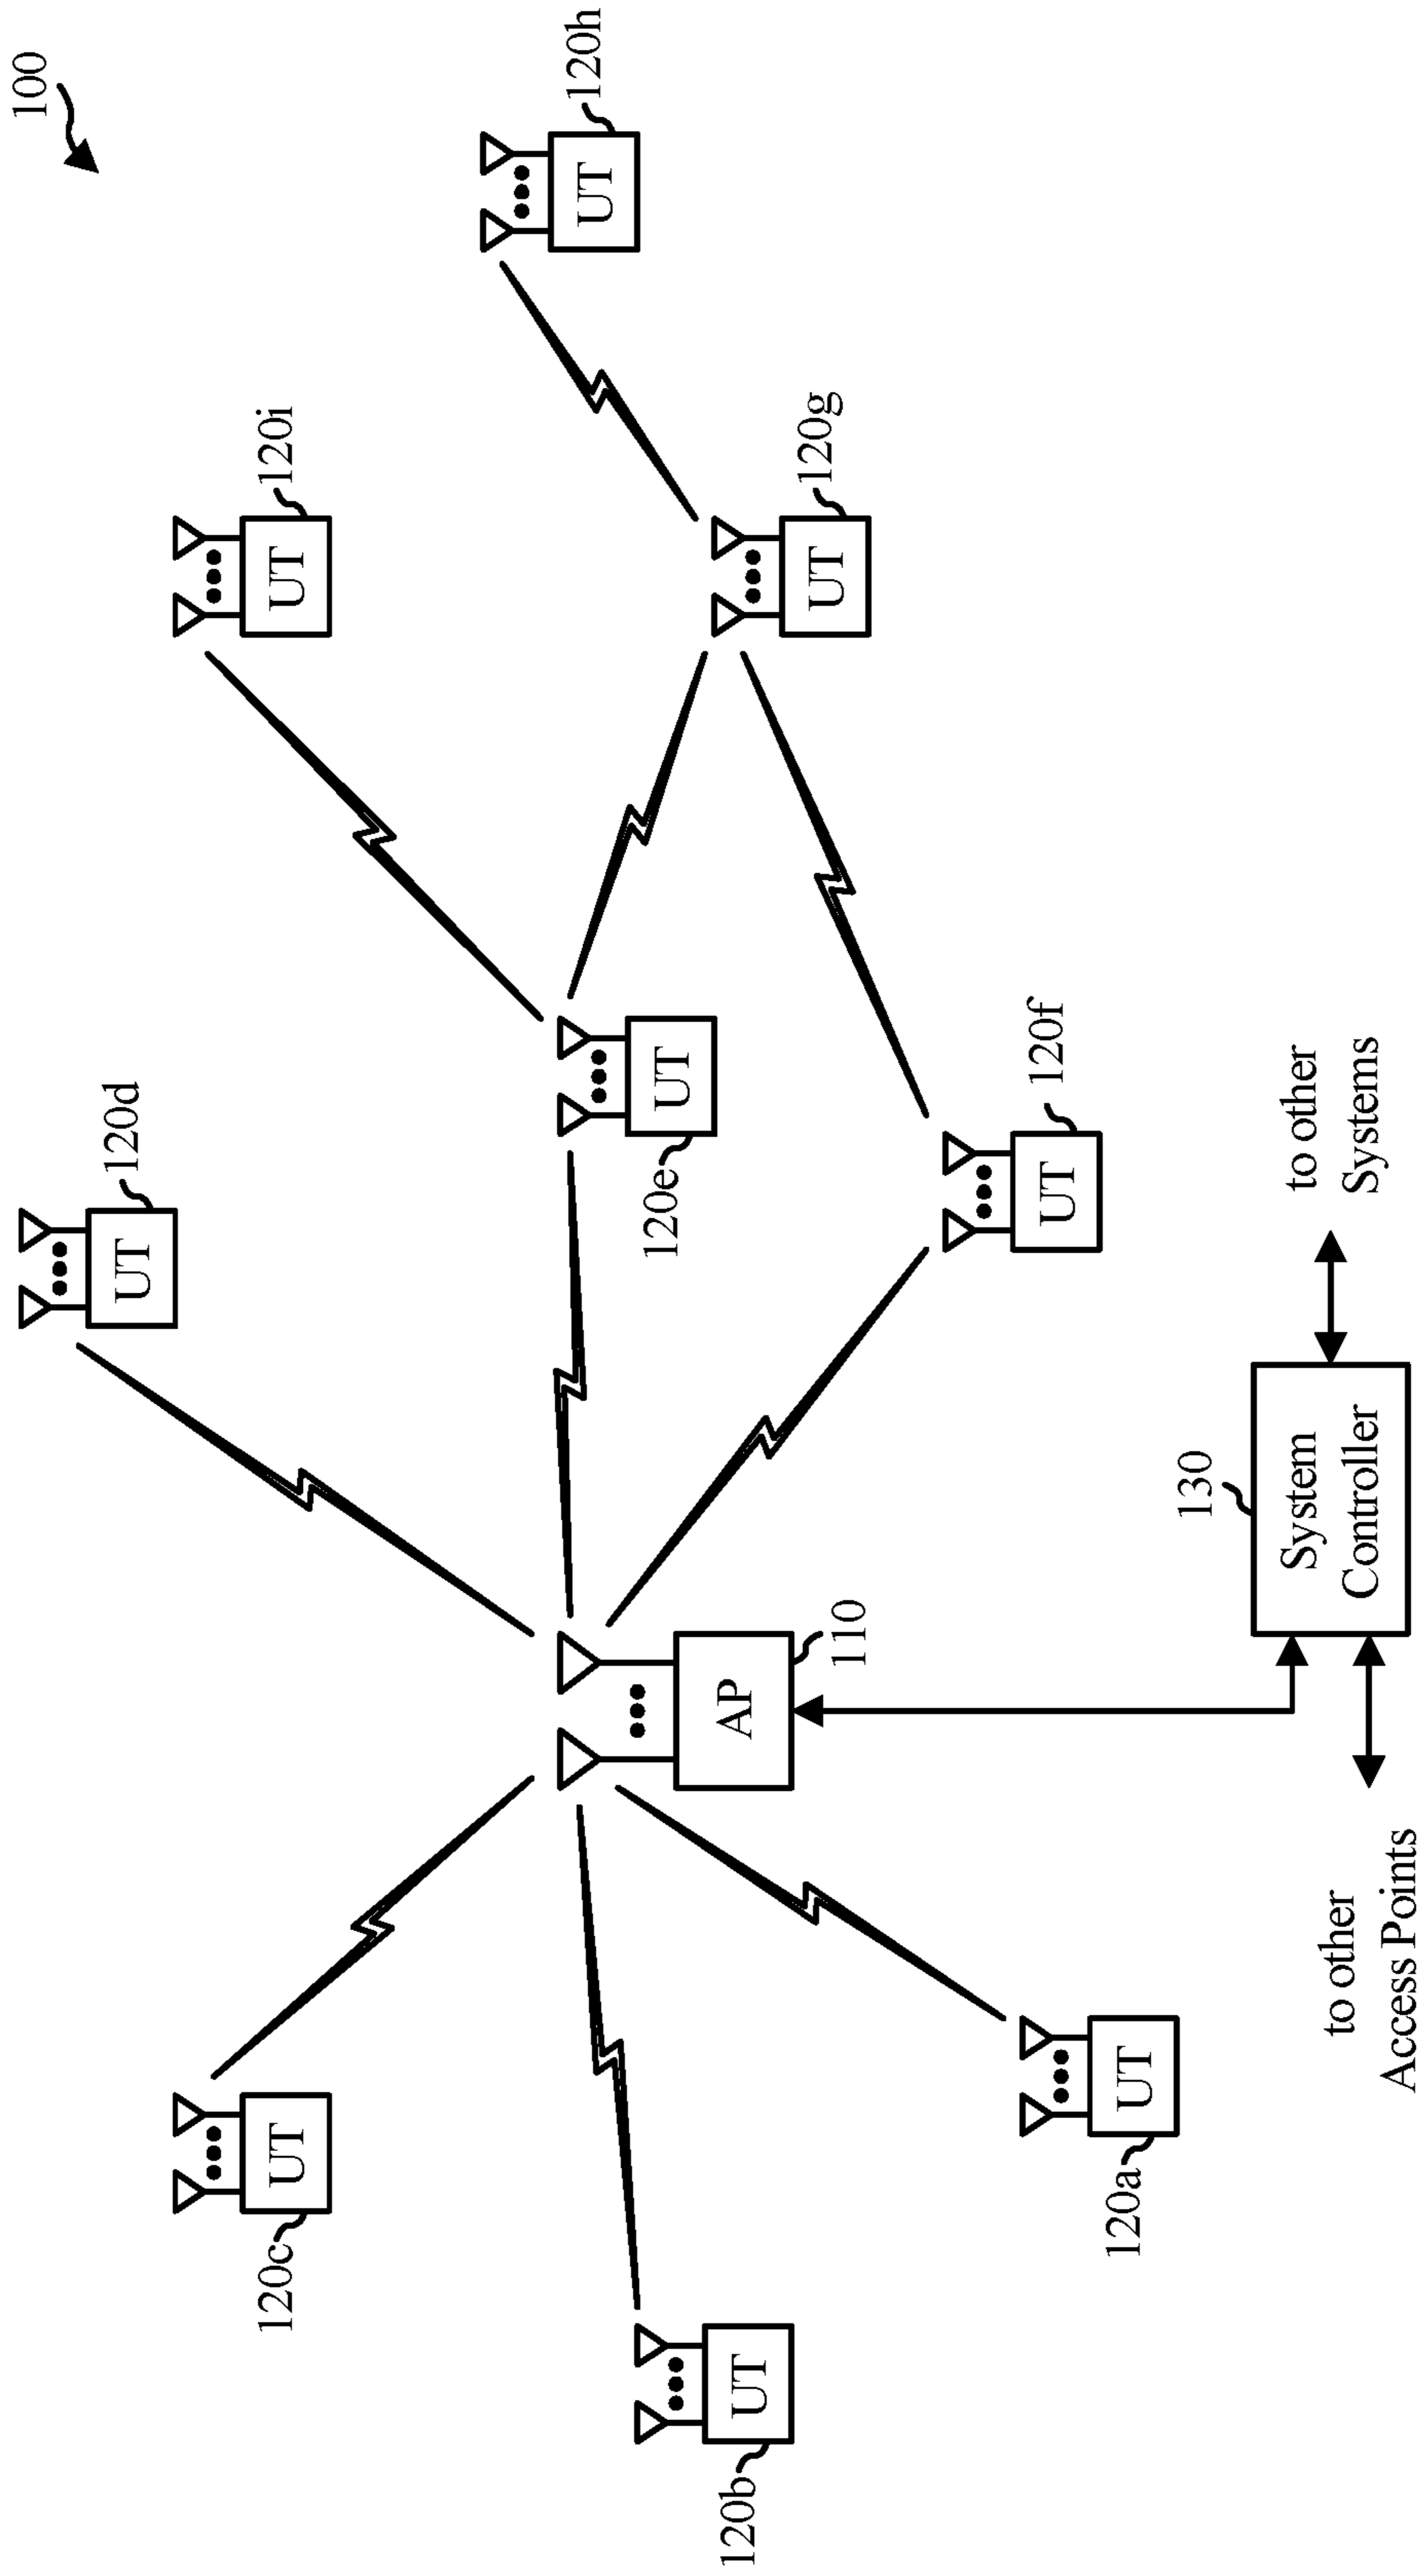 100
120d
UT
120i
UT
120c
UT
120h
UT
120e
UT
120g
UT
120b
UT
AP
110
120f
UT
120a
UT
130
System
Controller
to other
Systems
to other
Access Points